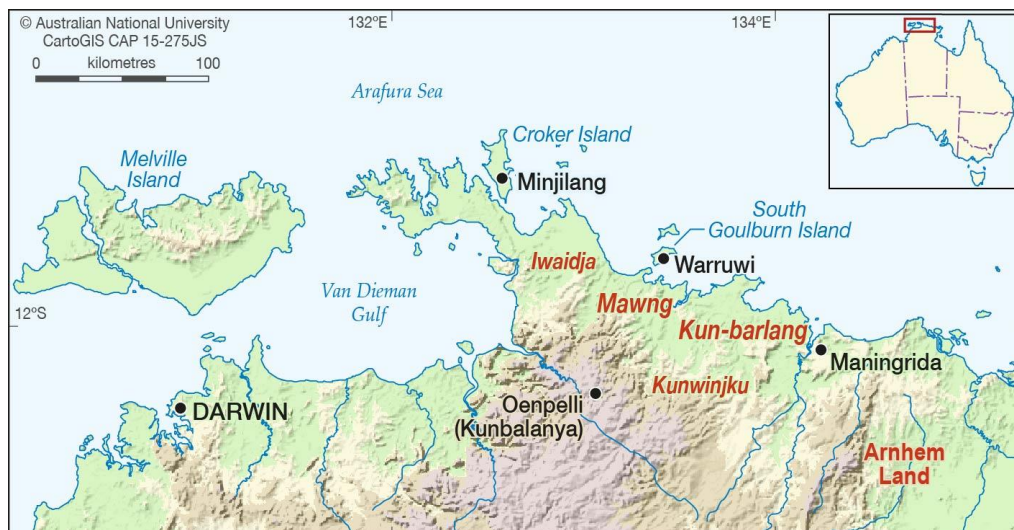 © Australian National University
CartoGIS CAP 15-275JS
0 kilometres 100
132°E
134°E
Arafura Sea
Croker Island
Melville
Island
Minjilang
South
Goulburn Island
Iwaidja
Warruwi
Van Dieman
Gulf
Mawng
12°S
Kun-barlang
Maningrida
Kunwinjku
Oenpelli
(Kunbalanya)
DARWIN
Arnhem
Land